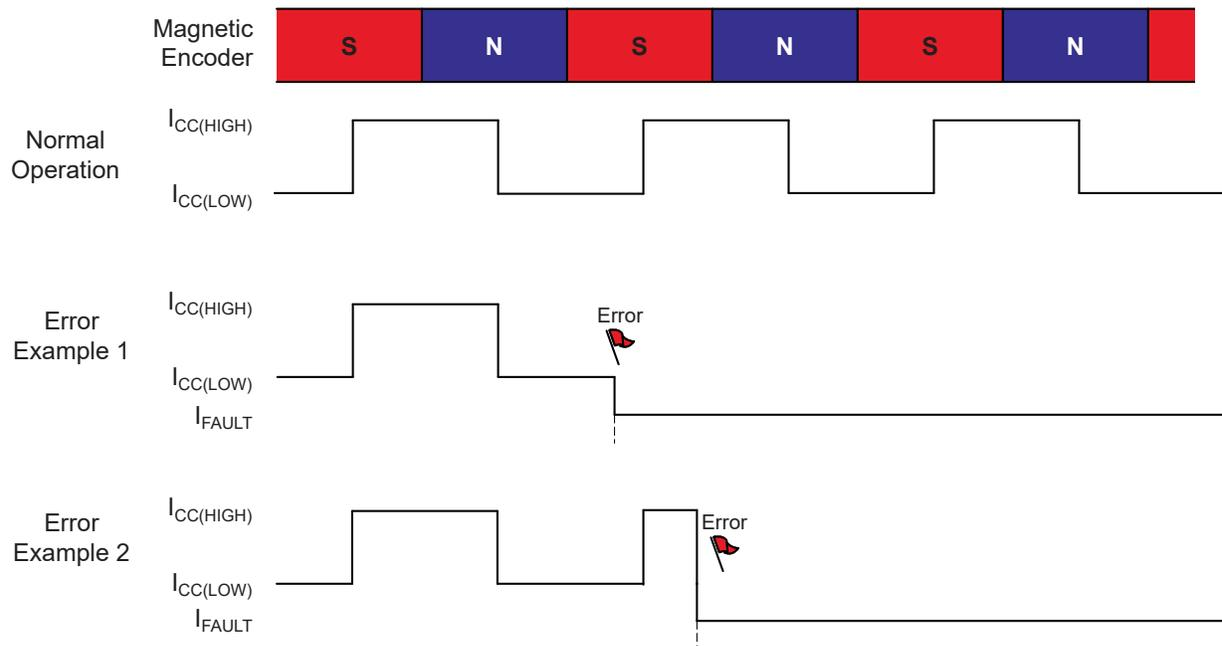 Magnetic
Encoder
S N S N S N
Normal
Operation
ICC(HIGH)
ICC(LOW)
Error
Example 1
ICC(HIGH)
ICC(LOW)
IFAULT
Error
Error
Example 2
ICC(HIGH)
ICC(LOW)
IFAULT
Error